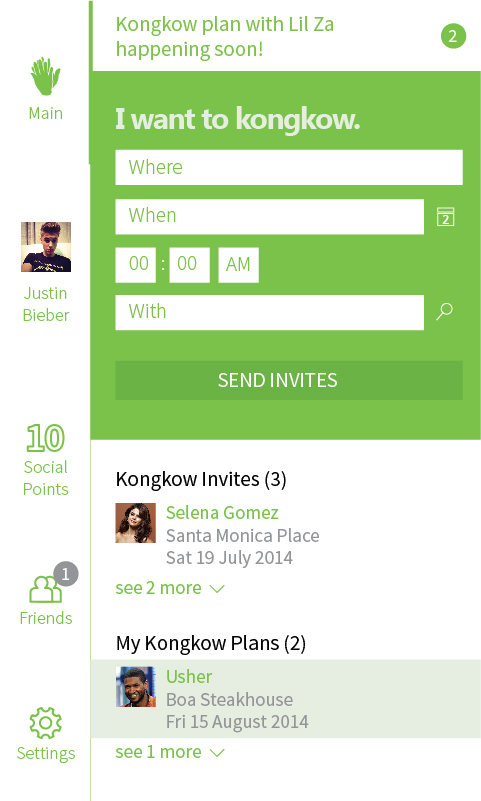 Main
Justin
Bieber
10
Social
Points
1
Friends
Settings
Kongkow plan with Lil Za
happening soon!
2
I want to kongkow.
Where
When
2
00 : 00 AM
With
SEND INVITES
Kongkow Invites (3)
Selena Gomez
Santa Monica Place
Sat 19 July 2014
see 2 more
My Kongkow Plans (2)
Usher
Boa Steakhouse
Fri 15 August 2014
see 1 more